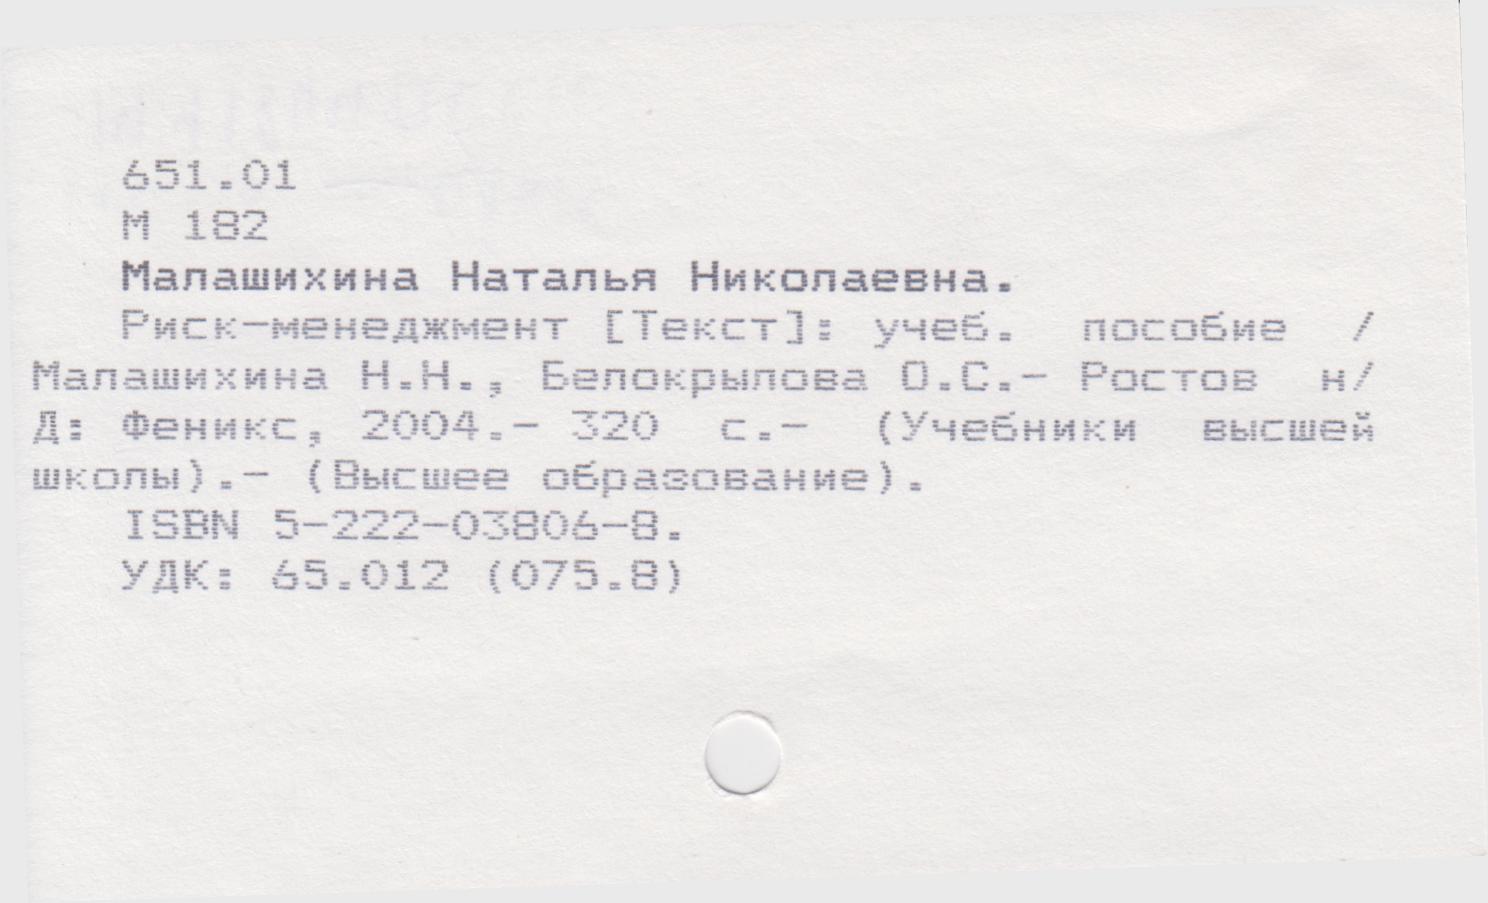 651.01
М 182
Малашихина Наталья Николаевна.
Риск-менеджмент [Текст]: учеб. пособие /
Малашихина Н.Н., Белокрылова О.С.- Ростов н/
Д: Феникс, 2004.- 320 с.- (Учебники высшей
школы).- (Высшее образование).
ISBN 5-222-03806-8.
УДК: 65.012 (075.8)